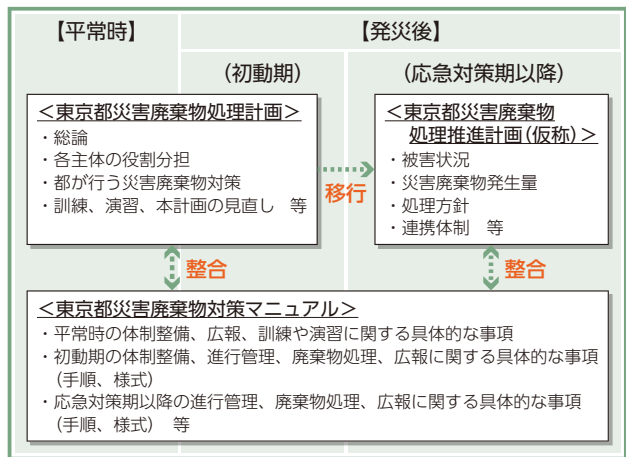 【平常時】
【発災後】
(初動期)
(応急対策期以降)
＜東京都災害廃棄物処理計画＞
・総論
・各主体の役割分担
・都が行う災害廃棄物対策
・訓練、演習、本計画の見直し　等
移行
＜東京都災害廃棄物
処理推進計画(仮称)＞
・被害状況
・災害廃棄物発生量
・処理方針
・連携体制　等
整合
整合
＜東京都災害廃棄物対策マニュアル＞
・平常時の体制整備、広報、訓練や演習に関する具体的な事項
・初動期の体制整備、進行管理、廃棄物処理、広報に関する具体的な事項
(手順、様式)
・応急対策期以降の進行管理、廃棄物処理、広報に関する具体的な事項
(手順、様式)　等